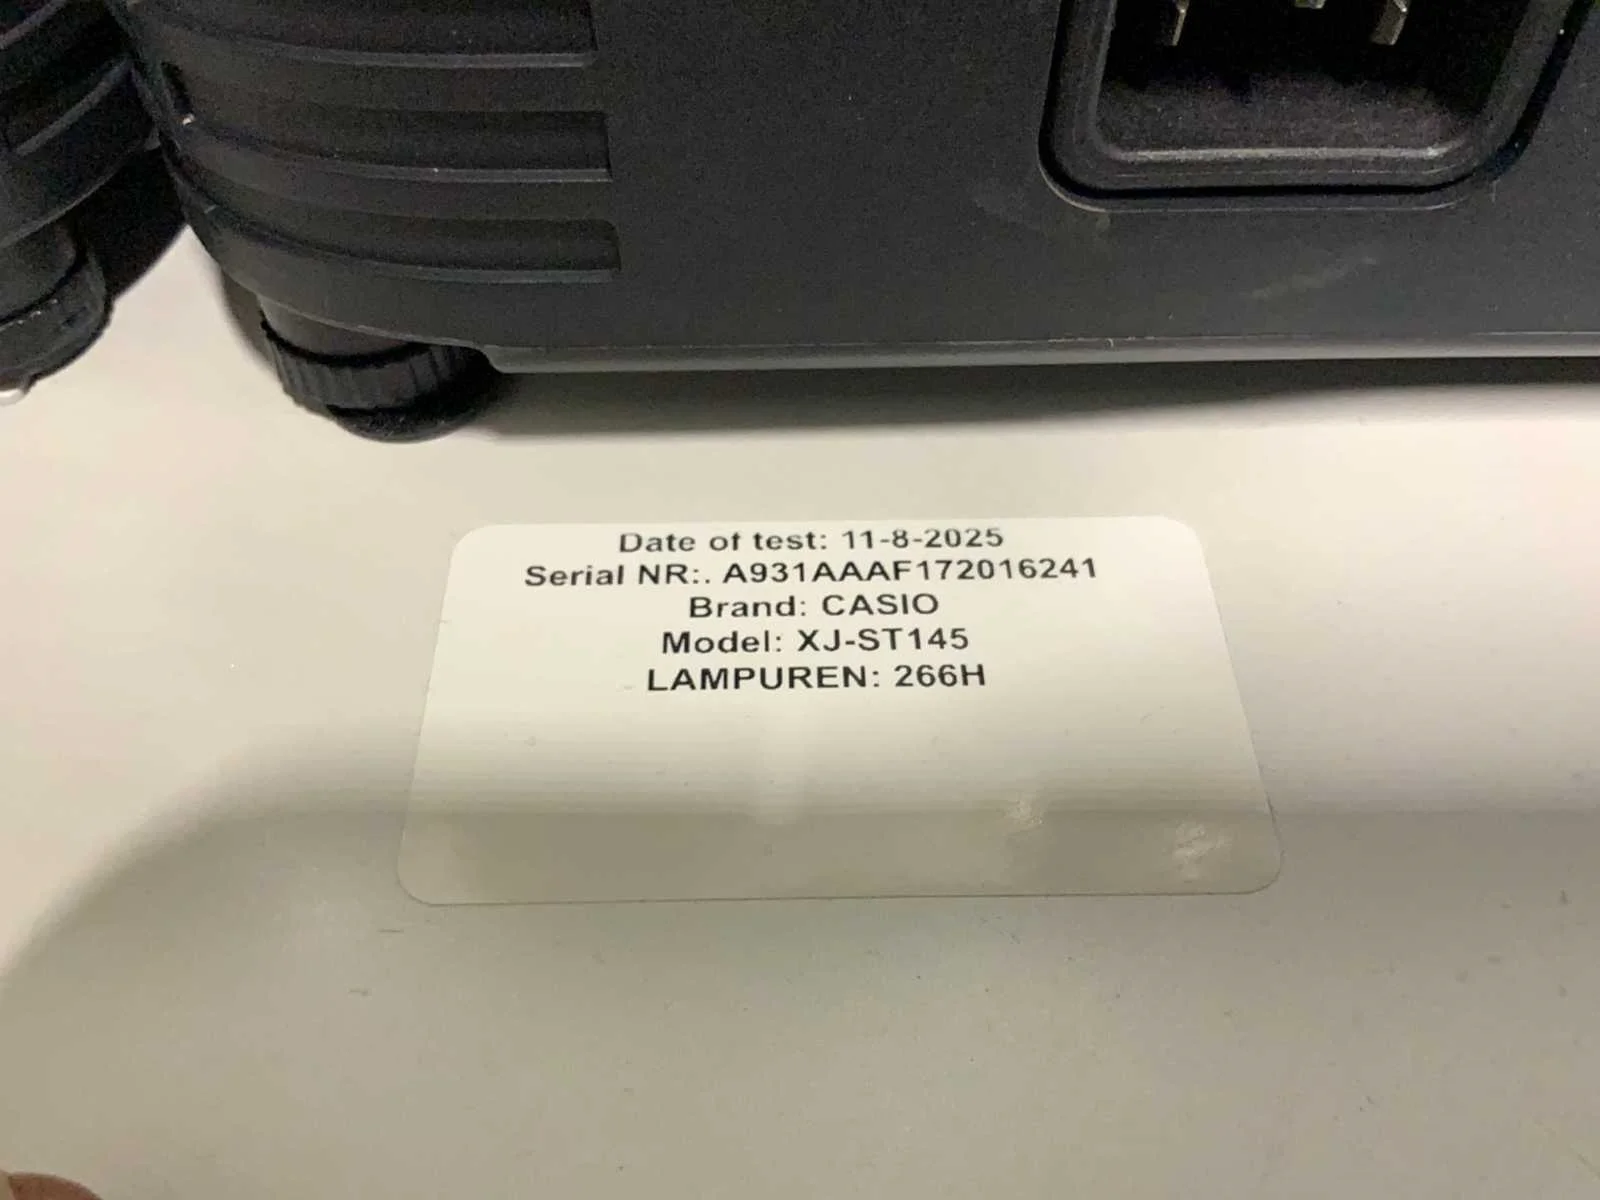 Date of test: 11-8-2025
Serial NR:. A931AAAF172016241
Brand: CASIO
Model: XJ-ST145
LAMPUREN: 266H